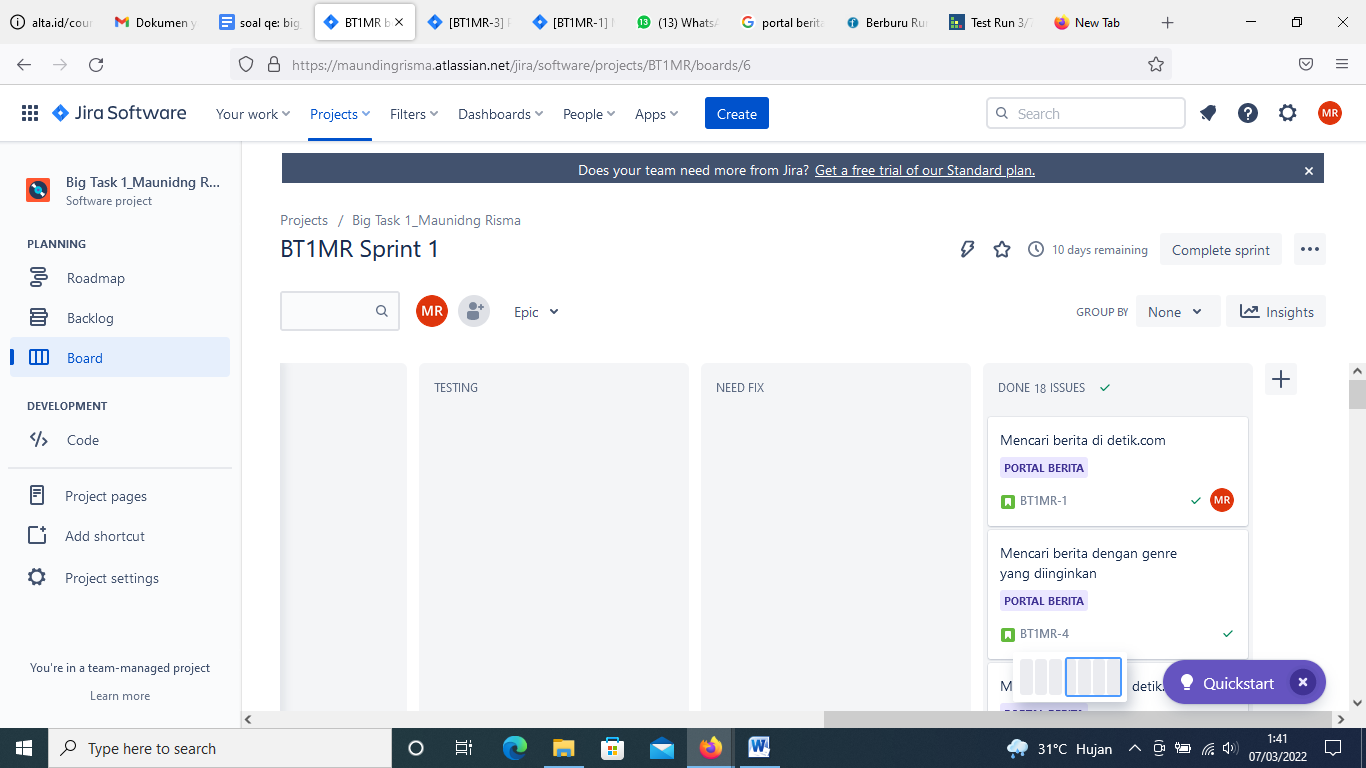 alta.id/cour
Dokumen y
soal qe: big
BT1MR b
[BT1MR-3]
[BT1MR-1]
(13) Whats
portal berita
Berburu Ru
Test Run 3/
New Tab
https://maundingrisma.atlassian.net/jira/software/projects/BT1MR/boards/6
Jira Software
Your work
Projects
Filters
Dashboards
People
Apps
Create
Search
MR
Does your team need more from Jira? Get a free trial of our Standard plan.
Big Task 1_Maunidng R...
Software project
PLANNING
Roadmap
Backlog
Board
DEVELOPMENT
Code
Project pages
Add shortcut
Project settings
You're in a team-managed project
Learn more
Projects / Big Task 1_Maunidng Risma
BT1MR Sprint 1
10 days remaining
Complete sprint
MR
Epic
GROUP BY
None
Insights
TESTING
NEED FIX
DONE 18 ISSUES
Mencari berita di detik.com
PORTAL BERITA
BT1MR-1
MR
Mencari berita dengan genre
yang diinginkan
PORTAL BERITA
BT1MR-4
PORTAL BERITA
Quickstart
Type here to search
31°C Hujan
1:41
07/03/2022